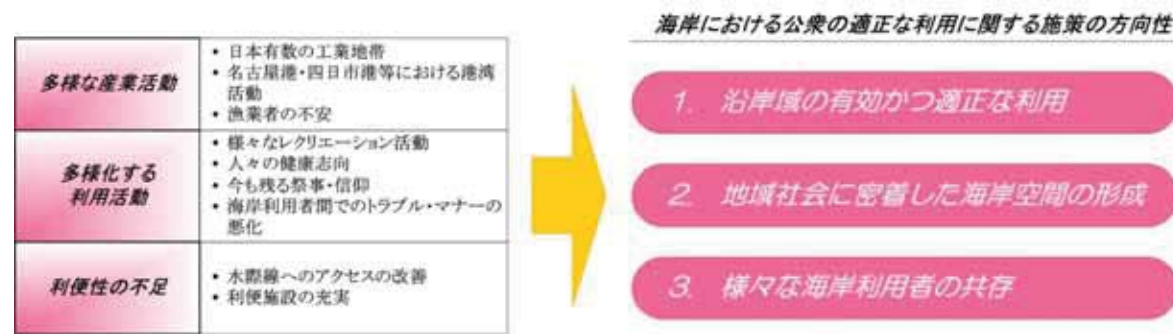 海岸における公衆の適正な利用に関する施策の方向性
多様な産業活動
• 日本有数の工業地帯
• 名古屋港・四日市港等における港湾
活動
• 漁業者の不安
多様化する
利用活動
• 様々なレクリエーション活動
• 人々の健康志向
• 今も残る祭事・信仰
• 海岸利用者間でのトラブル・マナーの
悪化
利便性の不足
• 水際線へのアクセスの改善
• 利便施設の充実
1. 沿岸域の有効かつ適正な利用
2. 地域社会に密着した海岸空間の形成
3. 様々な海岸利用者の共存